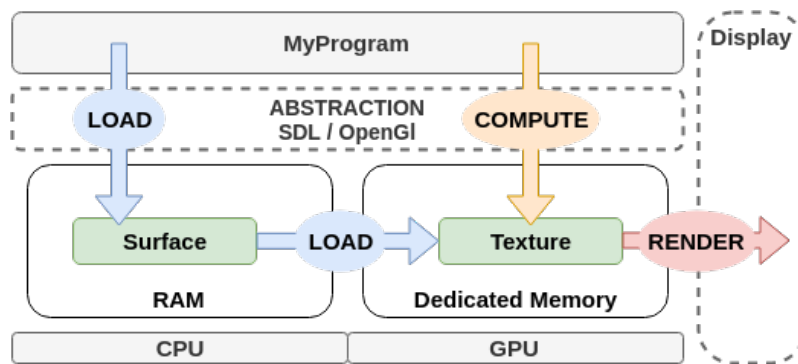 MyProgram
Display
ABSTRACTION
SDL / OpenGl
LOAD
COMPUTE
Surface
LOAD
Texture
RENDER
RAM
Dedicated Memory
CPU
GPU